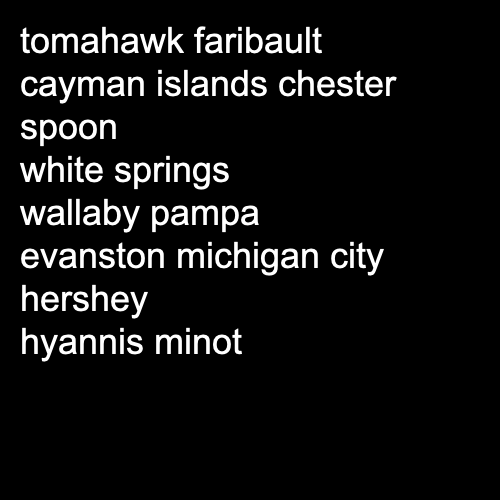 tomahawk faribault
cayman islands chester
spoon
white springs
wallaby pampa
evanston michigan city
hershey
hyannis minot